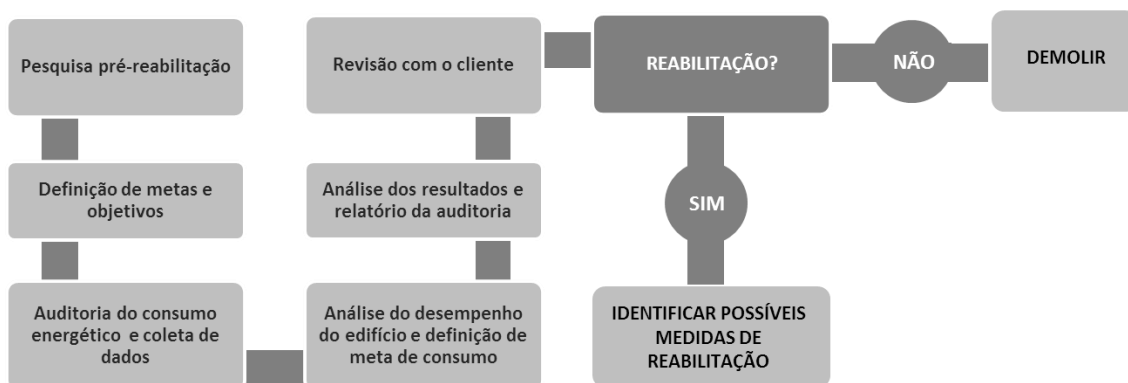 Pesquisa pré-reabilitação
Definição de metas e
objetivos
Auditoria do consumo
energético e coleta de
dados
Análise do desempenho
do edifício e definição de
meta de consumo
Análise dos resultados e
relatório da auditoria
Revisão com o cliente
REABILITAÇÃO?
NÃO
DEMOLIR
SIM
IDENTIFICAR POSSÍVEIS
MEDIDAS DE
REABILITAÇÃO